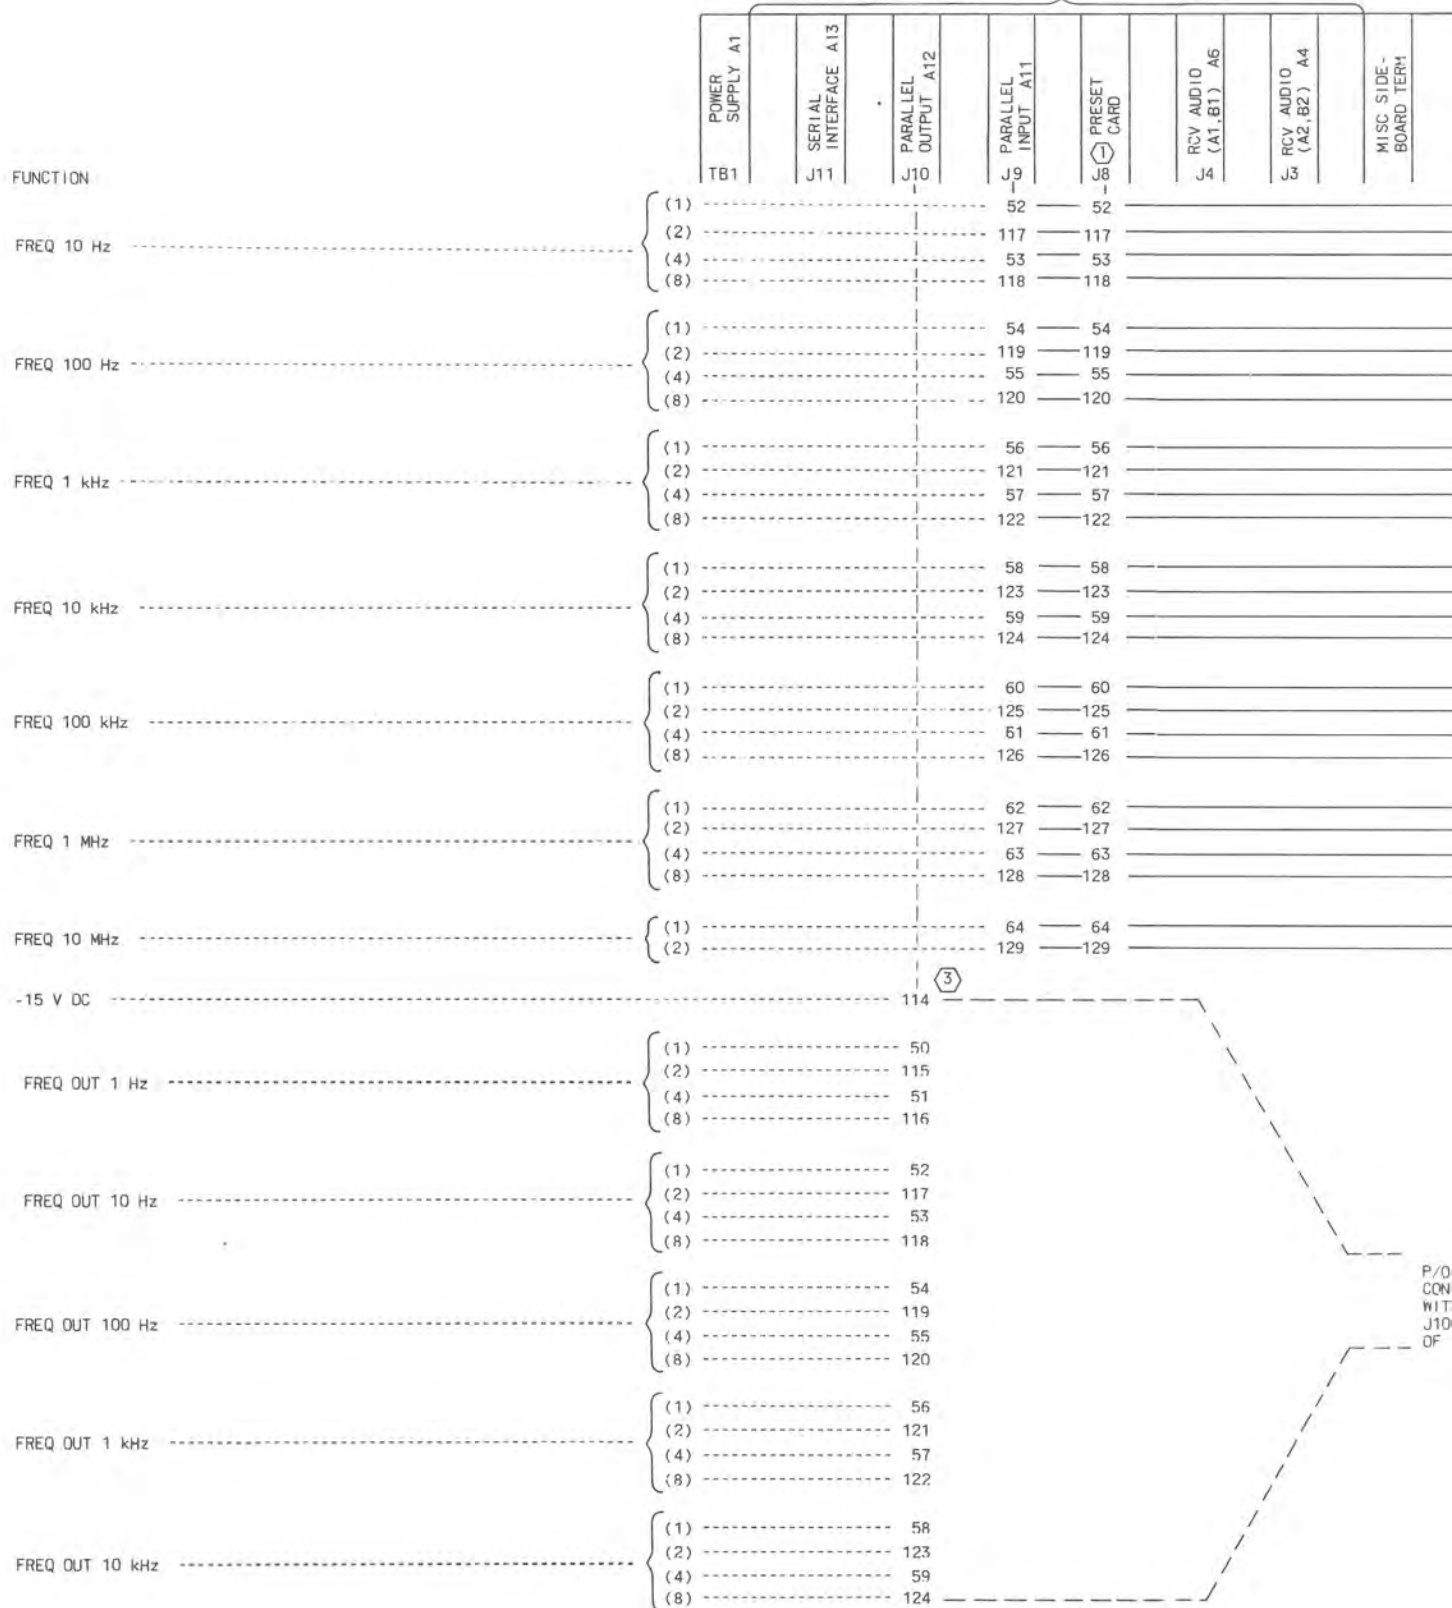 POWER SUPPLY A1
SERIAL INTERFACE A13
PARALLEL OUTPUT A12
PARALLEL INPUT A11
1 PRESET CARD
RCV AUDIO (A1,B1) A6
RCV AUDIO (A2,B2) A4
MISC SIDE-BOARD TERM
FUNCTION TB1 J11 J10 J9 J8 J4 J3
(1) 52 52
FREQ 10 Hz
(2) 117 117
(4) 53 53
(8) 118 118
(1) 54 54
(2) 119 119
FREQ 100 Hz
(4) 55 55
(8) 120 120
(1) 56 56
(2) 121 121
FREQ 1 kHz
(4) 57 57
(8) 122 122
(1) 58 58
(2) 123 123
FREQ 10 kHz
(4) 59 59
(8) 124 124
(1) 60 60
(2) 125 125
FREQ 100 kHz
(4) 61 61
(8) 126 126
(1) 62 62
(2) 127 127
FREQ 1 MHz
(4) 63 63
(8) 128 128
(1) 64 64
FREQ 10 MHz
(2) 129 129
3
-15 V DC 114
(1) 50
(2) 115
FREQ OUT 1 Hz
(4) 51
(8) 116
(1) 52
(2) 117
FREQ OUT 10 Hz
(4) 53
(8) 118
(1) 54
(2) 119
FREQ OUT 100 Hz
(4) 55
(8) 120
P/O
CON
WIT
J10
OF
(1) 56
(2) 121
FREQ OUT 1 kHz
(4) 57
(8) 122
(1) 58
(2) 123
FREQ OUT 10 kHz
(4) 59
(8) 124